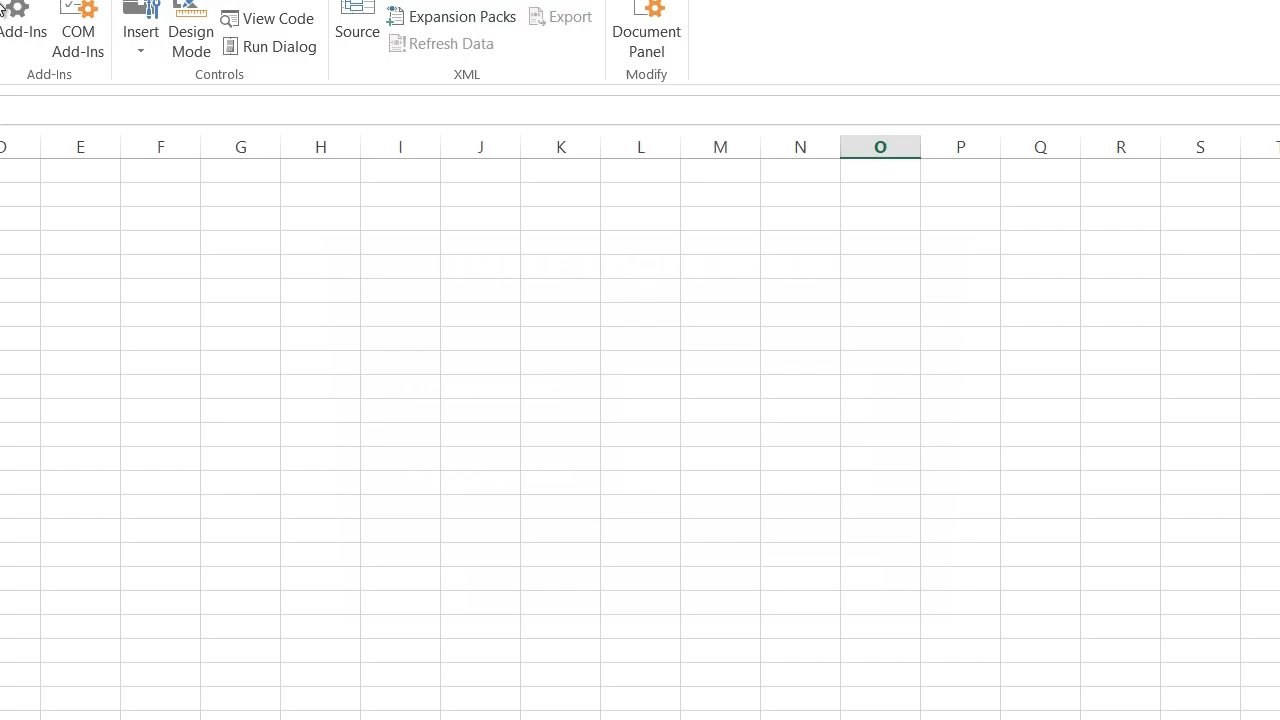 View Code
Expansion Packs Export
Add-Ins COM Insert Design Source Document
Add-Ins Mode Run Dialog Refresh Data Panel
Add-Ins Controls XML Modify
E F G H I J K L M N O P Q R S